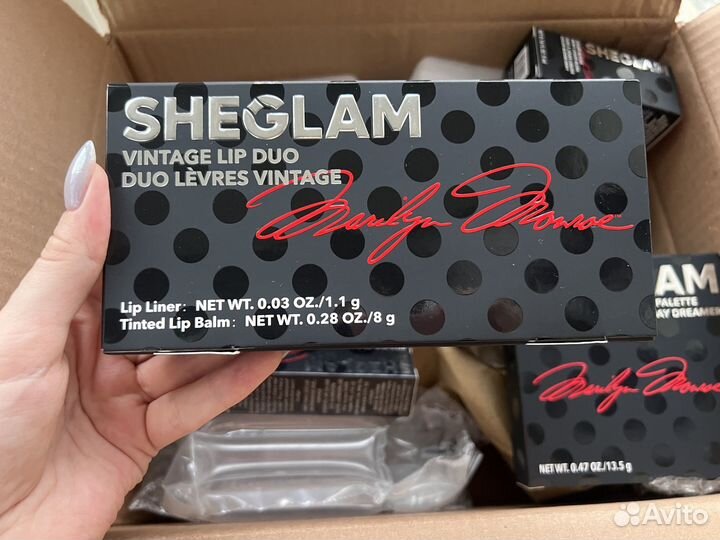 SHEGLAM
VINTAGE LIP DUO
DUO LÈVRES VINTAGE
Marilyn Monroe™
Lip Liner: NET WT. 0.03 OZ./1.1 g
Tinted Lip Balm: NET WT. 0.28 OZ./8 g
SHEGLAM
AM
PALETTE
AY DREAMER
Marilyn Monroe
NET WT. 0.47 OZ./13.5 g
Avito